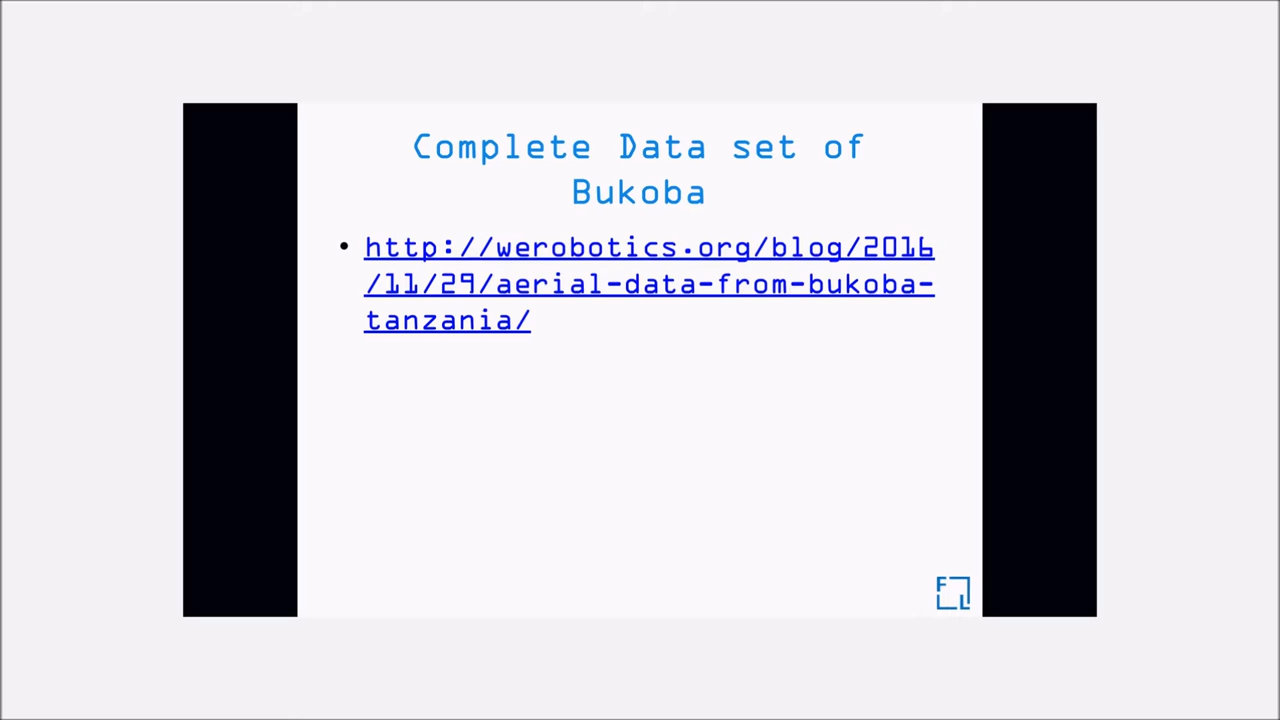 Complete Data set of
Bukoba
• http://werobotics.org/blog/2016
/11/29/aerial-data-from-bukoba-
tanzania/
F
L